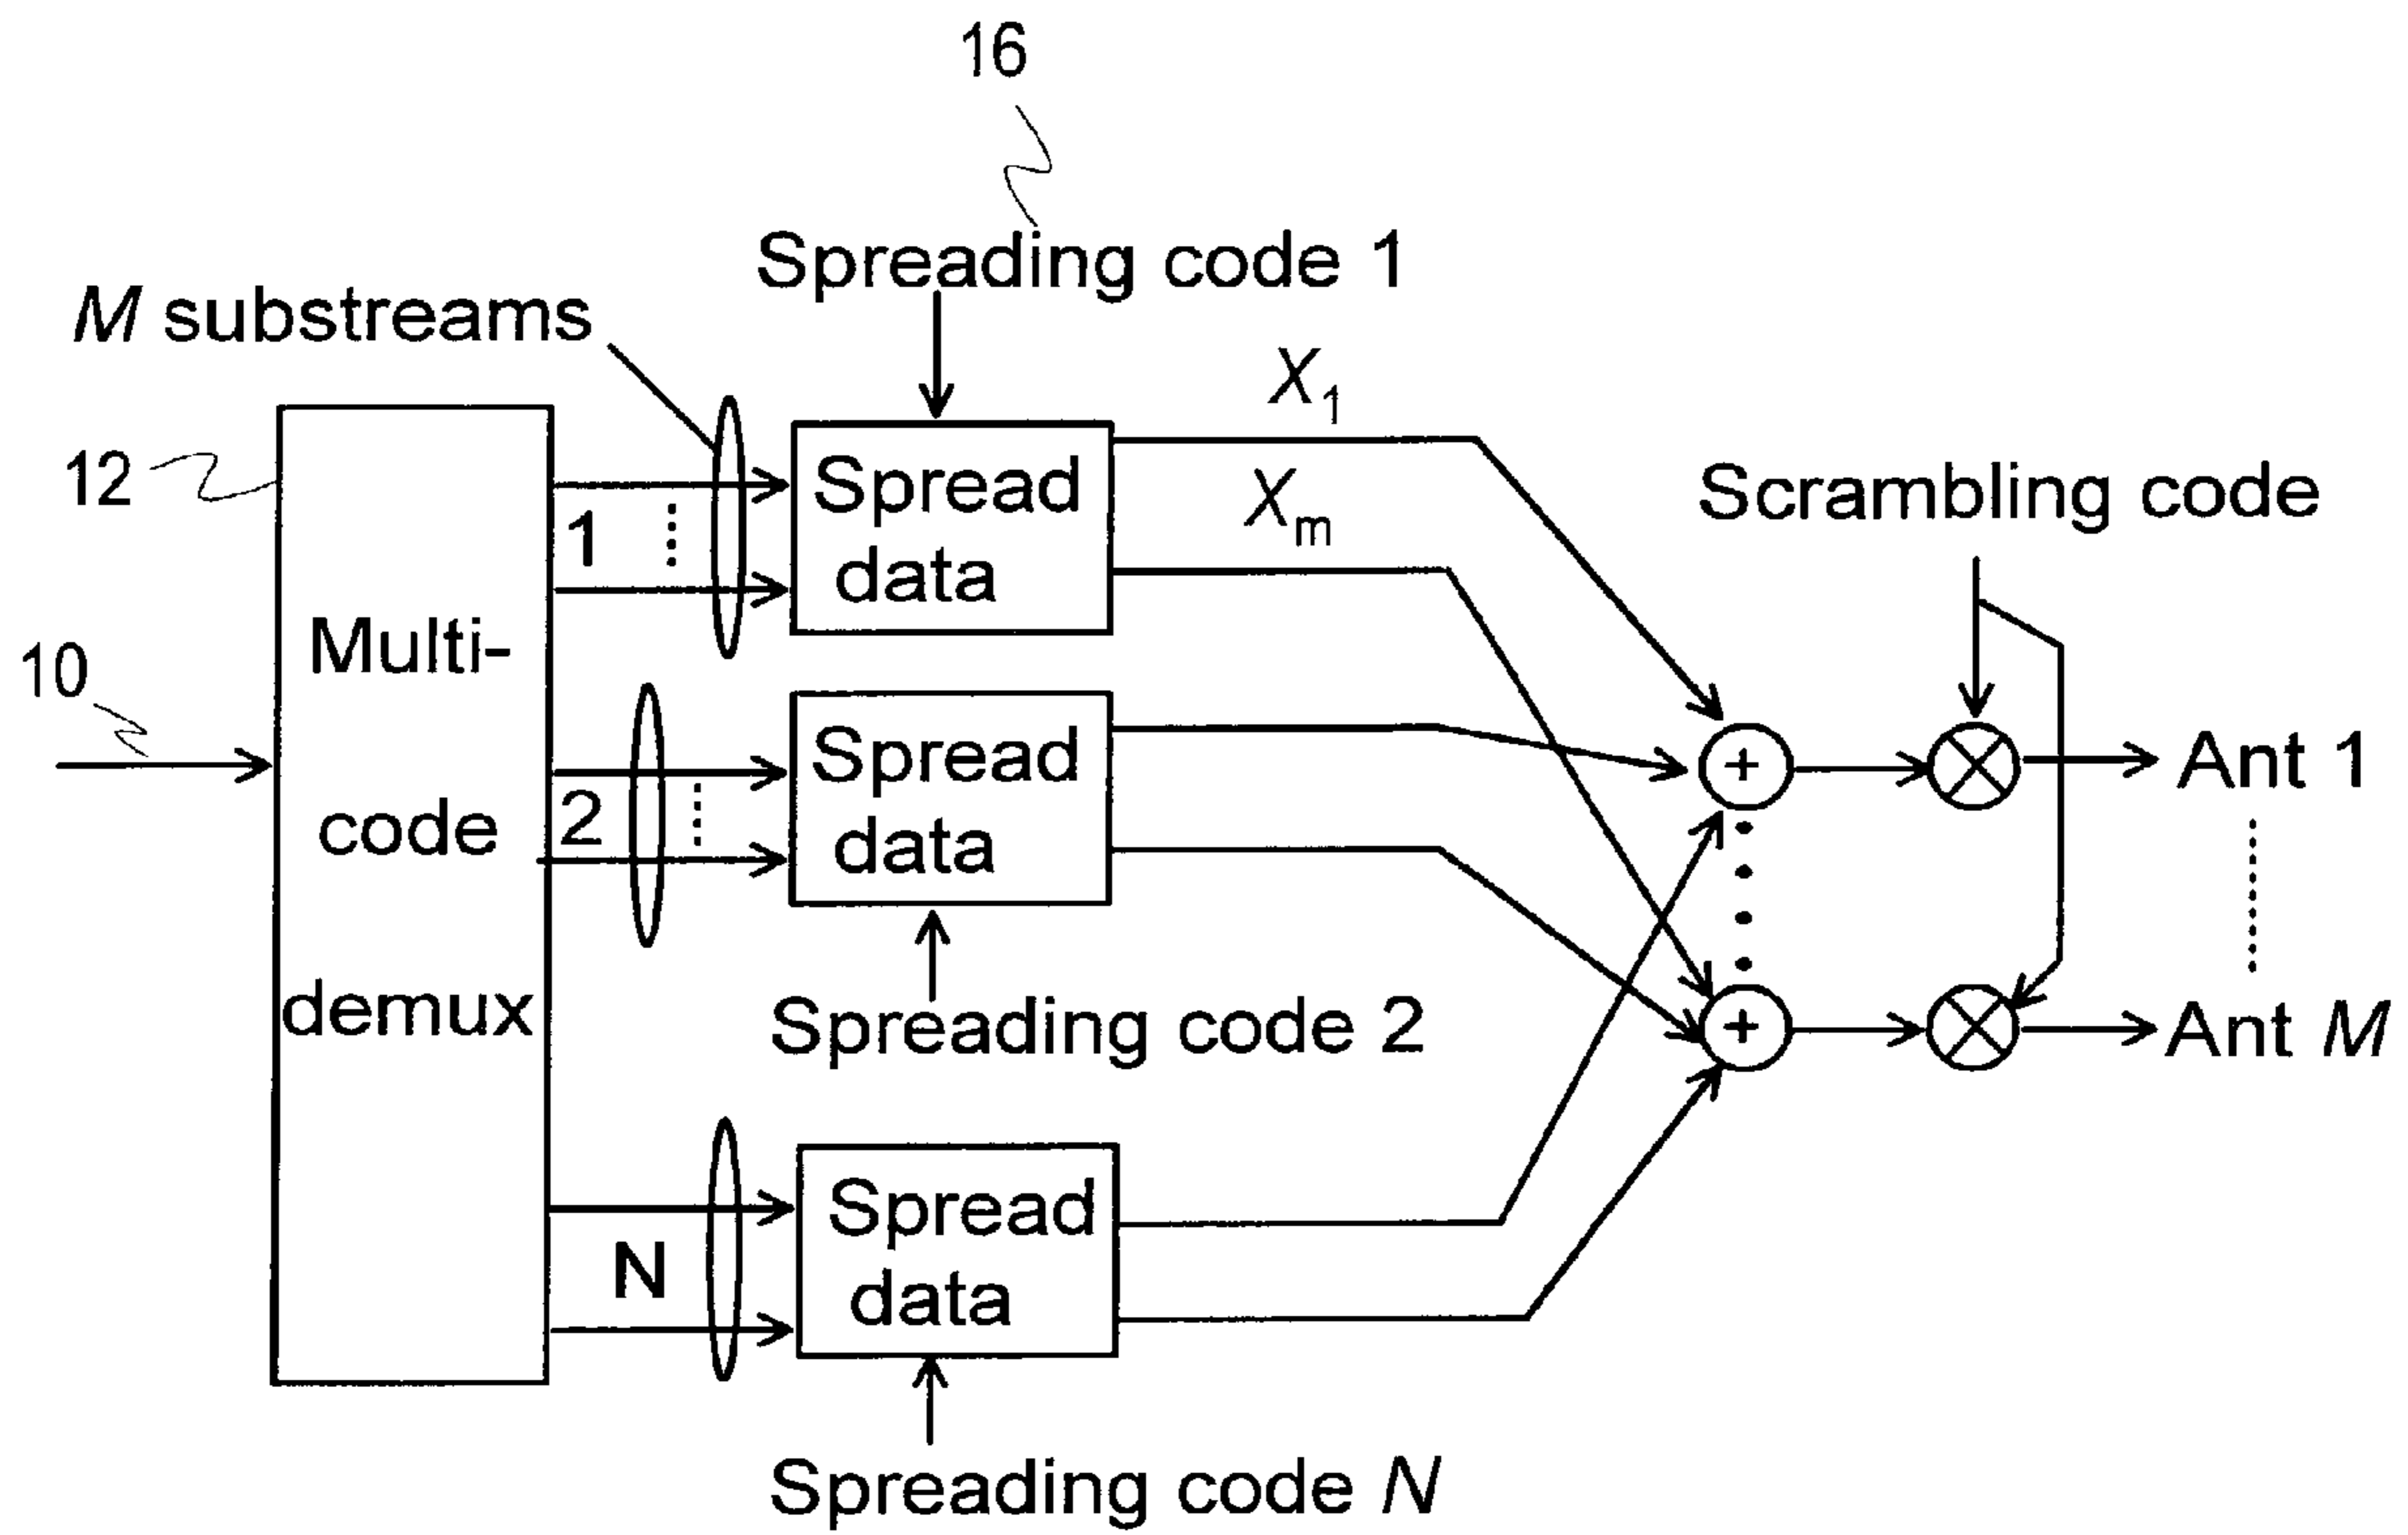 16
Spreading code 1
M substreams
X1
12
Spread
data
Xm
Scrambling code
1
Multi-
code
demux
10
2
Spread
data
+
Ant 1
Spreading code 2
+
Ant M
N
Spread
data
Spreading code N